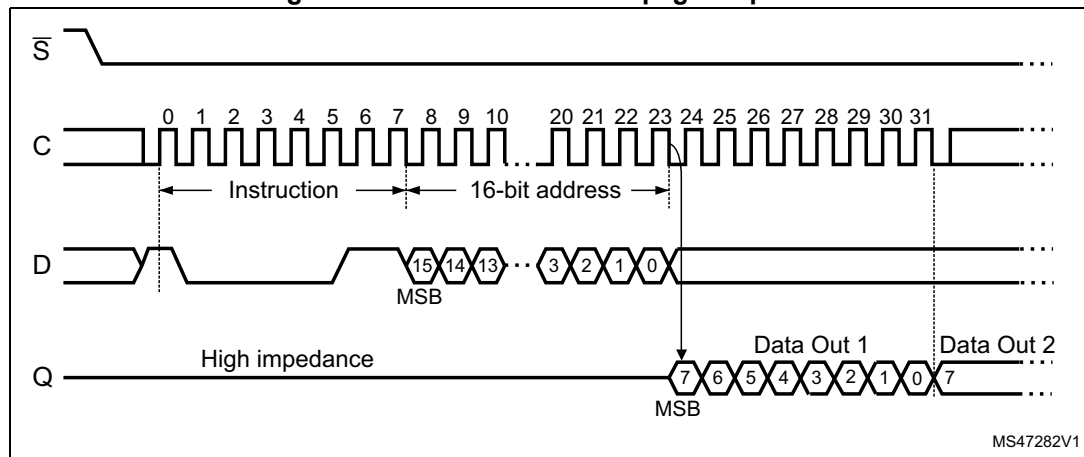 S
0 1 2 3 4 5 6 7 8 9 10 20 21 22 23 24 25 26 27 28 29 30 31
C
Instruction 16-bit address
D 15 14 13 3 2 1 0
MSB
High impedance Data Out 1 Data Out 2
Q 7 6 5 4 3 2 1 0 7
MSB
MS47282V1